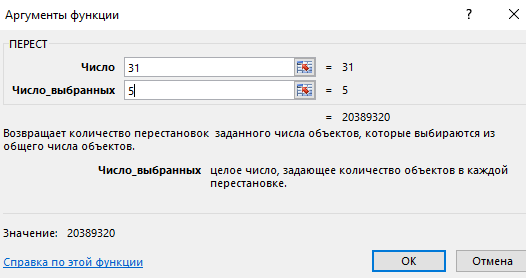 Аргументы функции
ПЕРЕСТ
Число 31 = 31
Число_выбранных 5 = 5
= 20389320
Возвращает количество перестановок заданного числа объектов, которые выбираются из
общего числа объектов.
Число_выбранных целое число, задающее количество объектов в каждой
перестановке.
Значение: 20389320
Справка по этой функции ОК Отмена